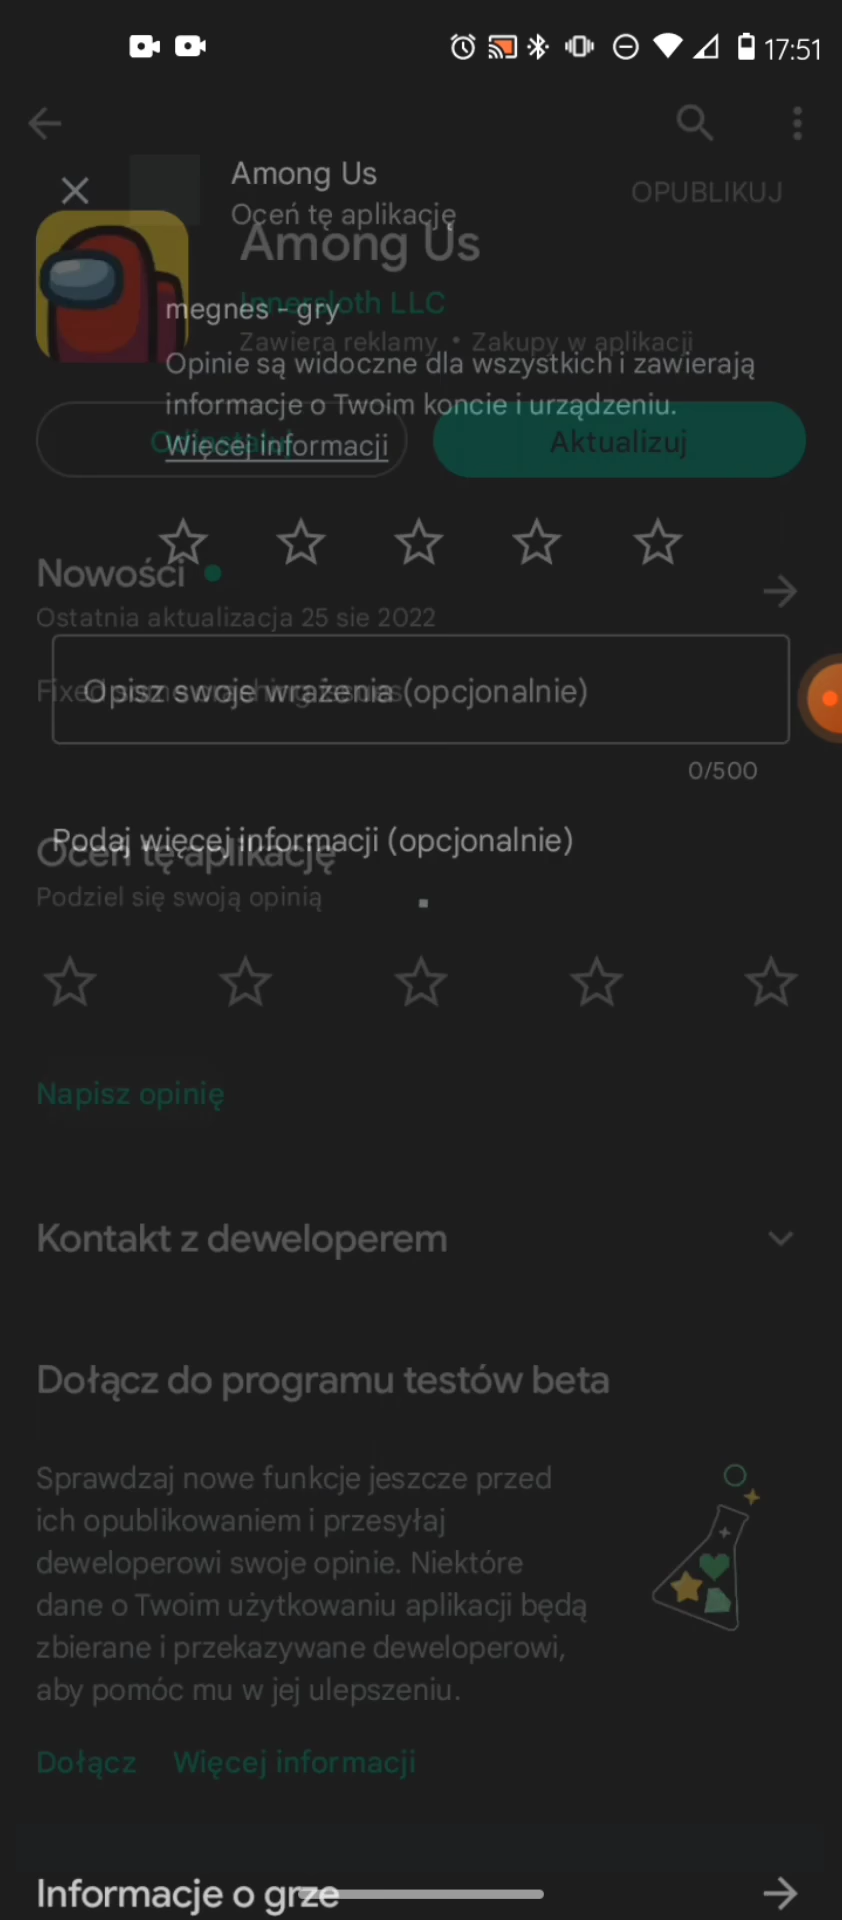 17:51
Among Us
OPUBLIKUJ
Oceń tę aplikację
Among Us
Innersloth LLC
megnes - gry
Zawiera reklamy • Zakupy w aplikacji
Opinie są widoczne dla wszystkich i zawierają
informacje o Twoim koncie i urządzeniu.
Więcej informacji
Odinstaluj
Aktualizuj
Nowości
Ostatnia aktualizacja 25 sie 2022
Opisz swoje wrażenia (opcjonalnie)
0/500
Podaj więcej informacji (opcjonalnie)
Oceń tę aplikację
Podziel się swoją opinią
Napisz opinię
Kontakt z deweloperem
Dołącz do programu testów beta
Sprawdzaj nowe funkcje jeszcze przed
ich opublikowaniem i przesyłaj
deweloperowi swoje opinie. Niektóre
dane o Twoim użytkowaniu aplikacji będą
zbierane i przekazywane deweloperowi,
aby pomóc mu w jej ulepszeniu.
Dołącz
Więcej informacji
Informacje o grze